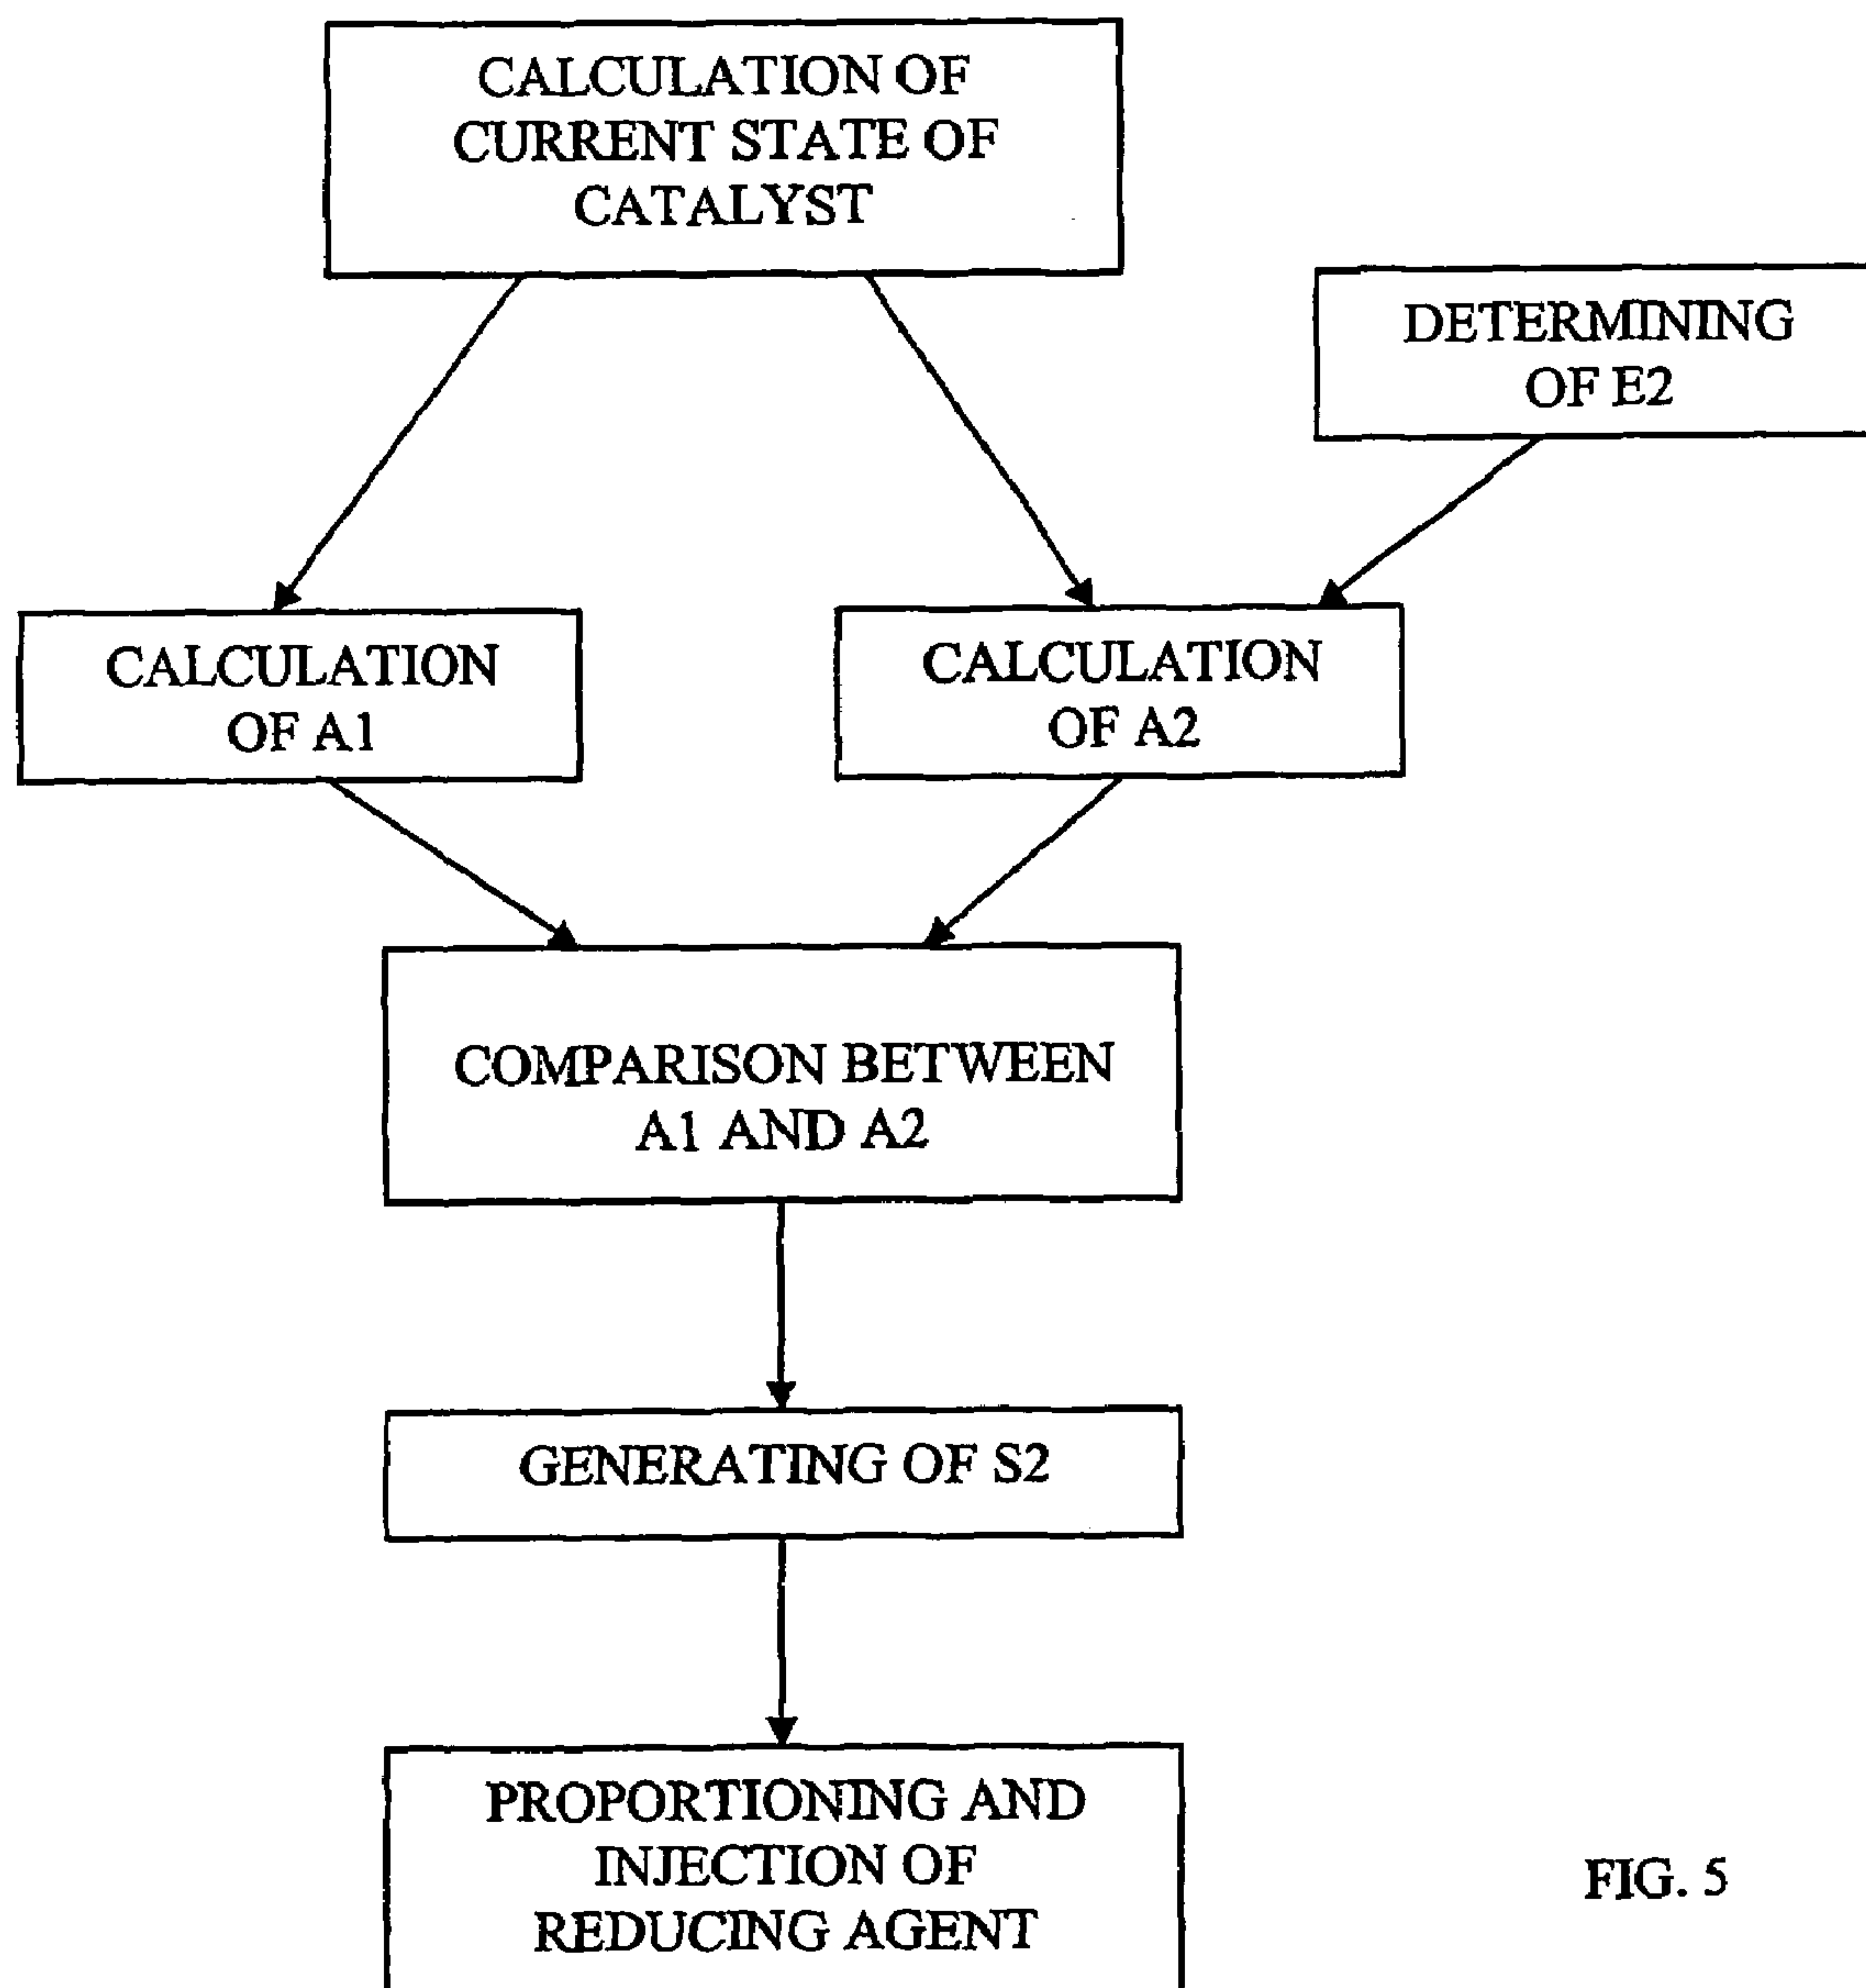 CALCULATION OF
CURRENT STATE OF
CATALYST
DETERMINING
OF E2
CALCULATION
OF A1
CALCULATION
OF A2
COMPARISON BETWEEN
A1 AND A2
GENERATING OF S2
PROPORTIONING AND
INJECTION OF
REDUCING AGENT
FIG. 5